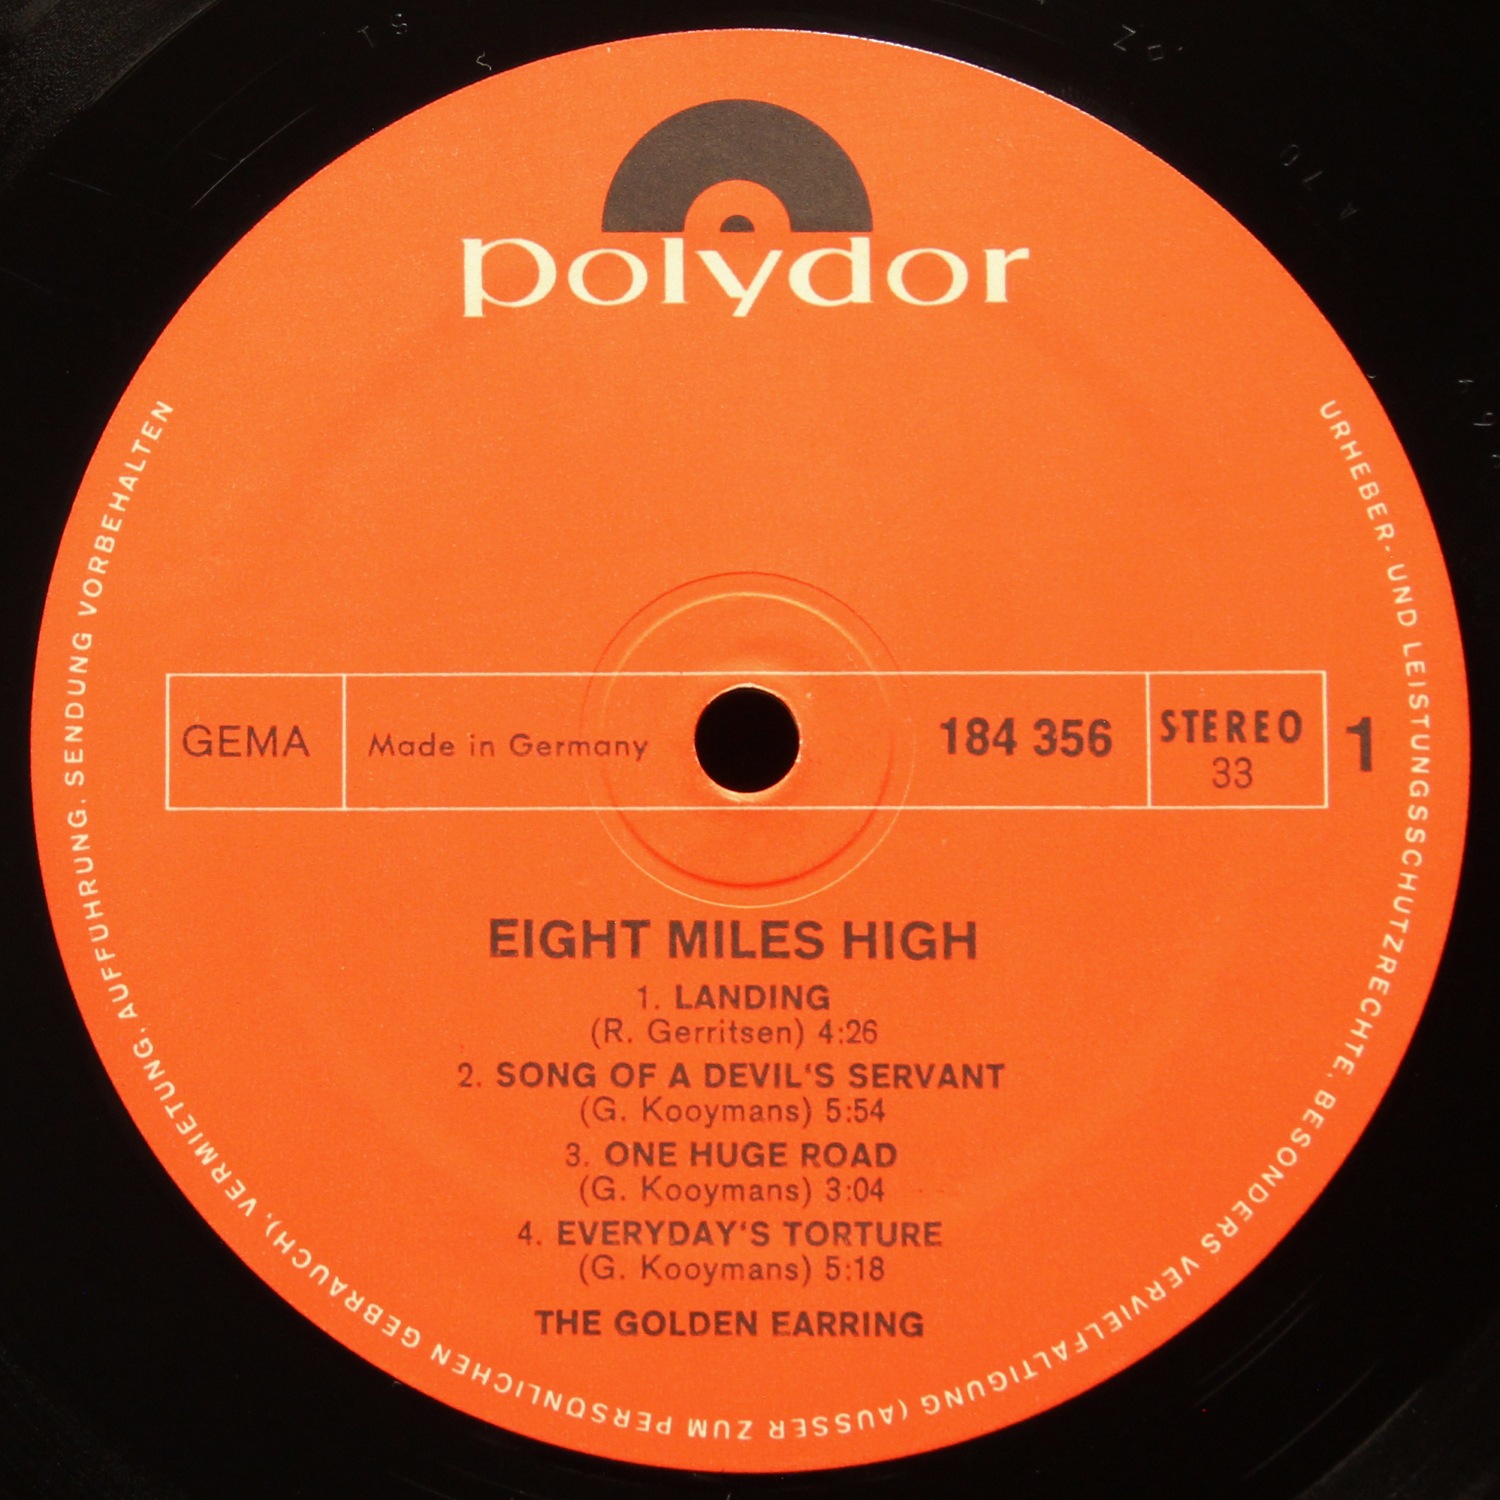 polydor
URHEBER- UND LEISTUNGSSCHUTZRECHTE, BESONDERS VERVIELFÄLTIGUNG (AUSSER ZUM PERSÖNLICHEN GEBRAUCH), VERMIETUNG, AUFFÜHRUNG, SENDUNG VORBEHALTEN
GEMA
Made in Germany
184 356
STEREO
33
1
EIGHT MILES HIGH
1. LANDING
(R. Gerritsen) 4:26
2. SONG OF A DEVIL'S SERVANT
(G. Kooymans) 5:54
3. ONE HUGE ROAD
(G. Kooymans) 3:04
4. EVERYDAY'S TORTURE
(G. Kooymans) 5:18
THE GOLDEN EARRING